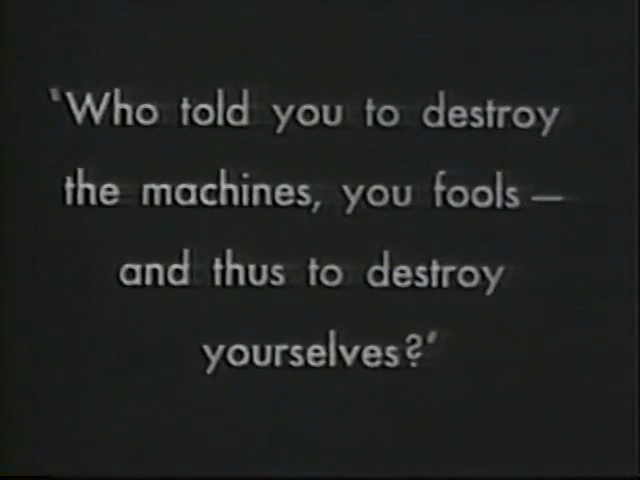 'Who told you to destroy
the machines, you fools —
and thus to destroy
yourselves?'